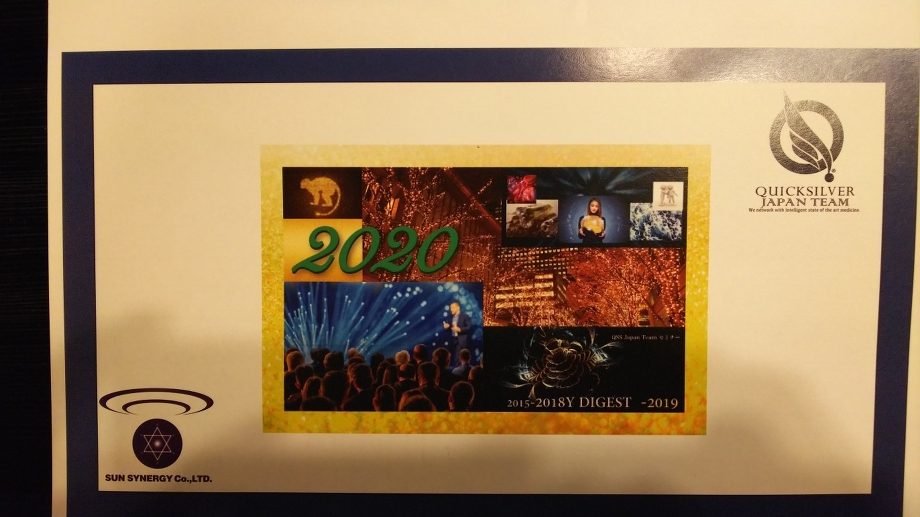 QUICKSILVER
JAPAN TEAM
We network with intelligent state of the art medicine.
2020
QSS Japan Team セミナー
2015-2018Y DIGEST -2019
SUN SYNERGY Co.,LTD.